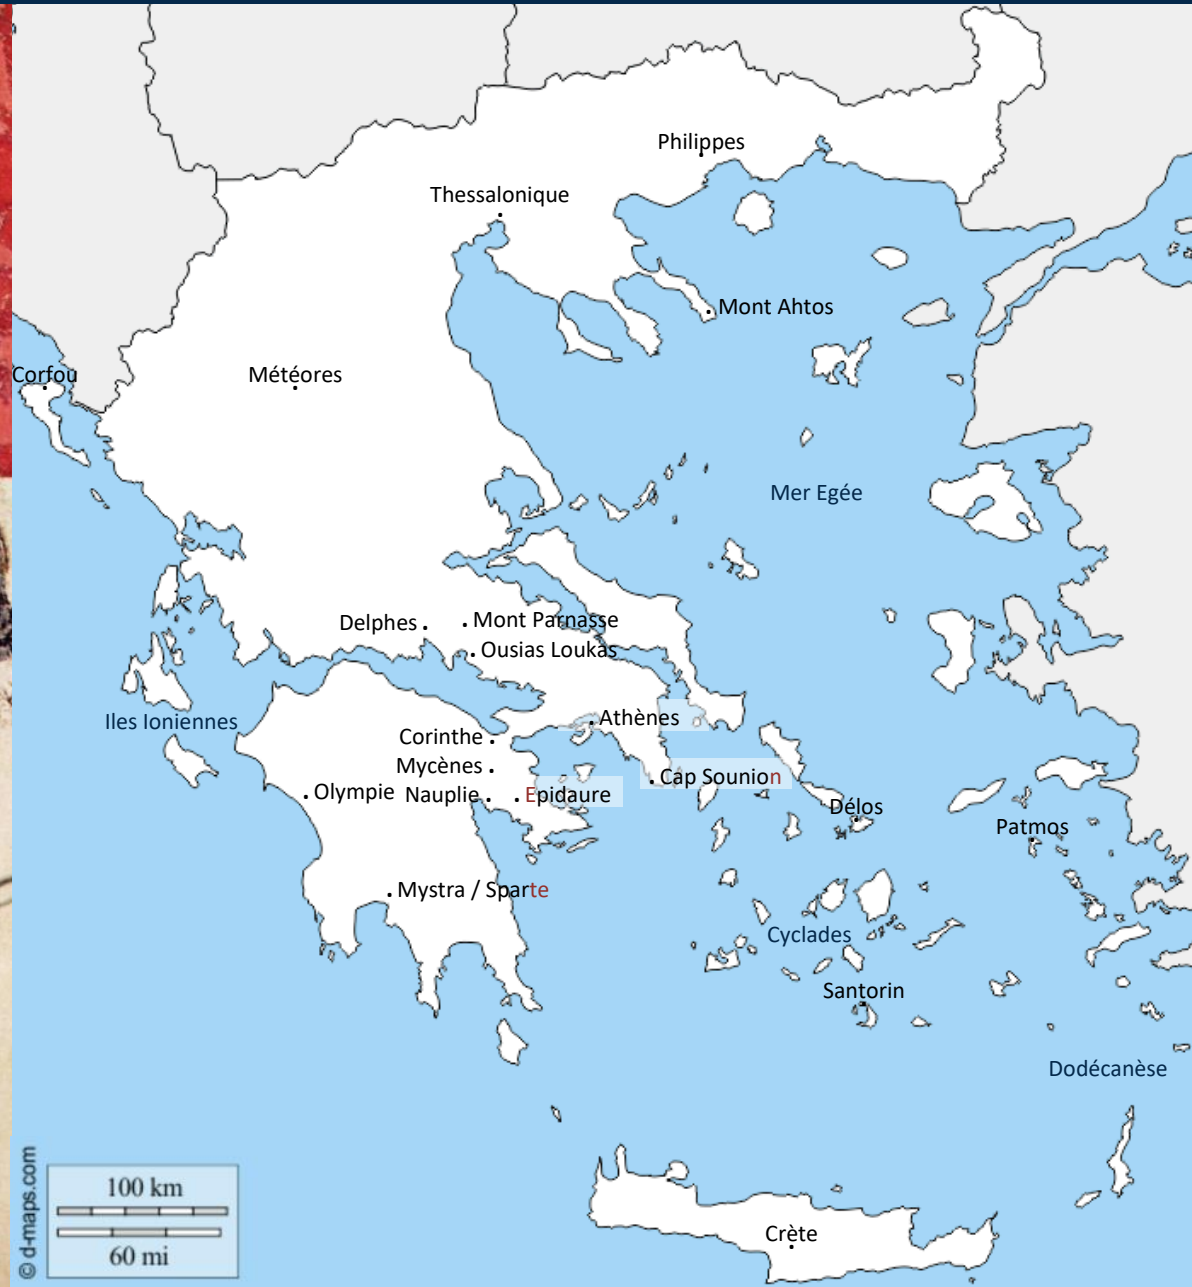 Philippes
Thessalonique
Mont Ahtos
Corfou
Météores
Mer Egée
Delphes
Mont Parnasse
Ousias Loukas
Iles Ioniennes
Athènes
Corinthe
Mycènes
Cap Sounion
Olympie
Nauplie
Epidaure
Délos
Patmos
Mystra / Sparte
Cyclades
Santorin
Dodécanèse
Crète
100 km
60 mi
© d-maps.com